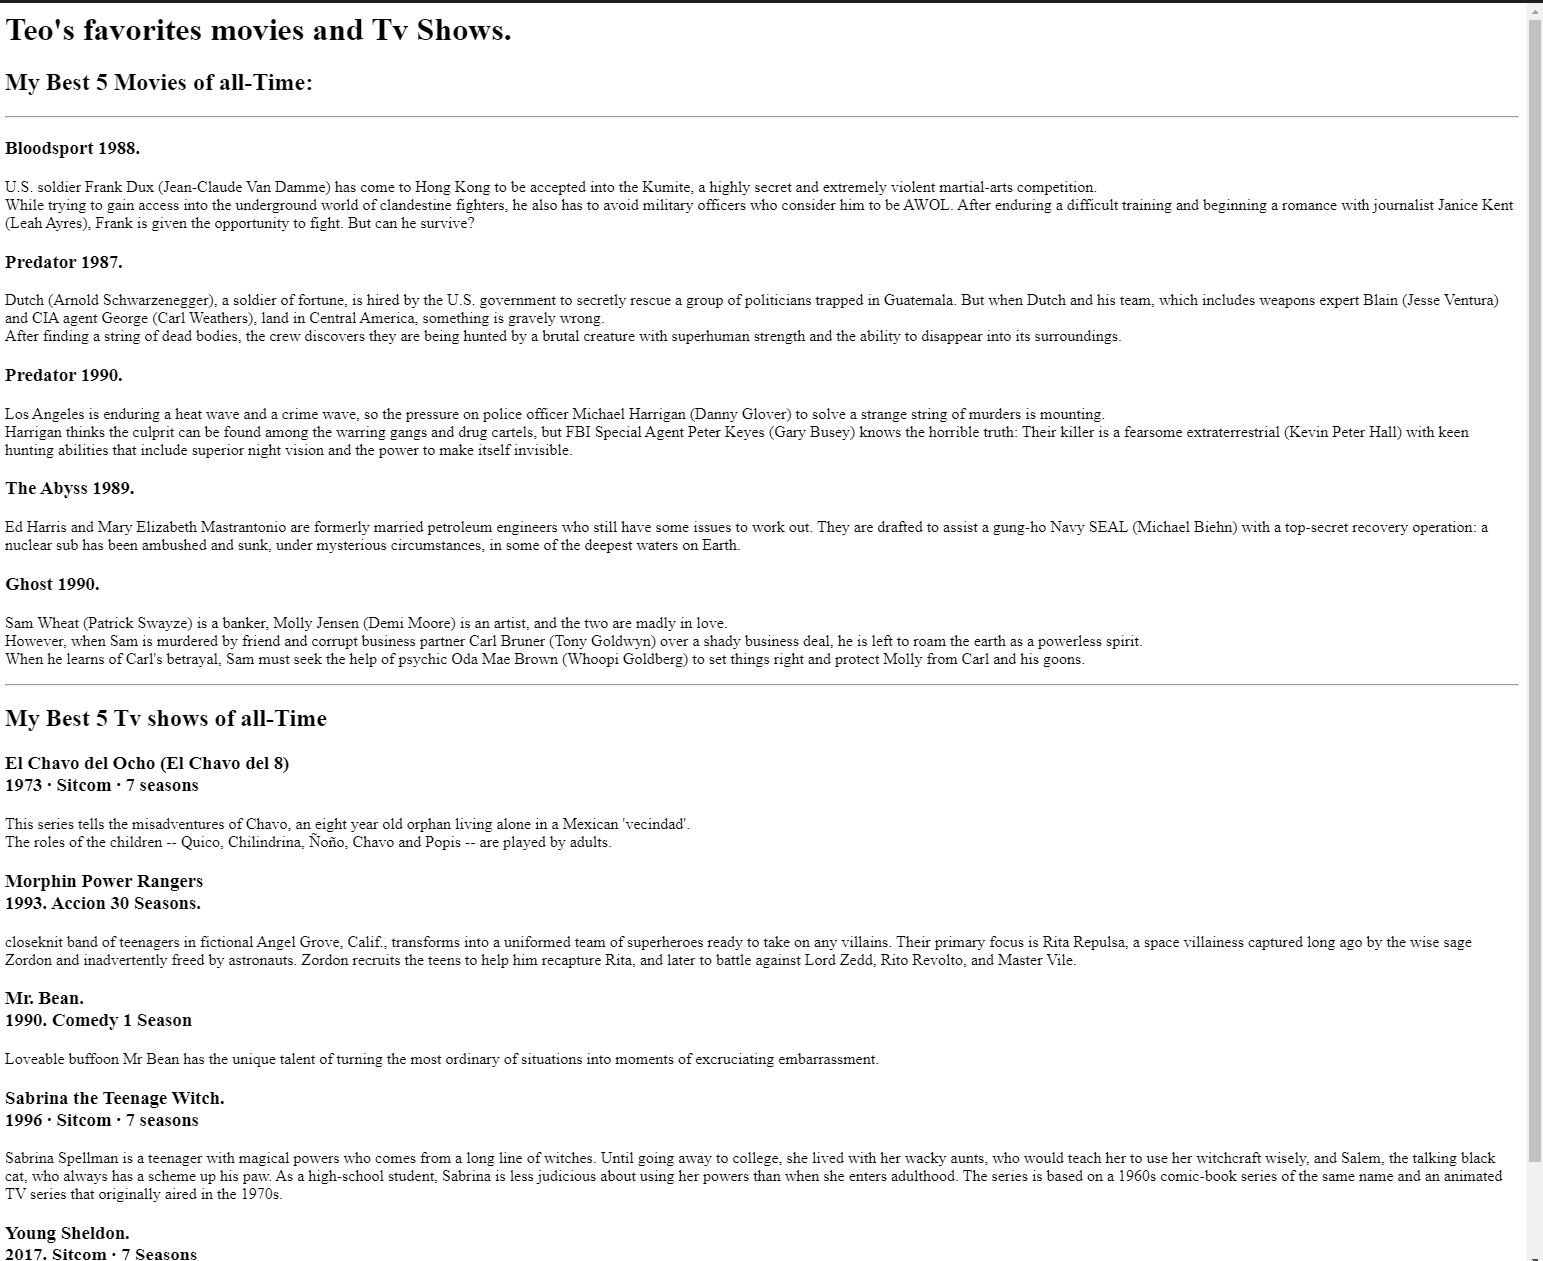 Teo's favorites movies and Tv Shows.
My Best 5 Movies of all-Time:
Bloodsport 1988.
U.S. soldier Frank Dux (Jean-Claude Van Damme) has come to Hong Kong to be accepted into the Kumite, a highly secret and extremely violent martial-arts competition.
While trying to gain access into the underground world of clandestine fighters, he also has to avoid military officers who consider him to be AWOL. After enduring a difficult training and beginning a romance with journalist Janice Kent
(Leah Ayres), Frank is given the opportunity to fight. But can he survive?
Predator 1987.
Dutch (Arnold Schwarzenegger), a soldier of fortune, is hired by the U.S. government to secretly rescue a group of politicians trapped in Guatemala. But when Dutch and his team, which includes weapons expert Blain (Jesse Ventura)
and CIA agent George (Carl Weathers), land in Central America, something is gravely wrong.
After finding a string of dead bodies, the crew discovers they are being hunted by a brutal creature with superhuman strength and the ability to disappear into its surroundings.
Predator 1990.
Los Angeles is enduring a heat wave and a crime wave, so the pressure on police officer Michael Harrigan (Danny Glover) to solve a strange string of murders is mounting.
Harrigan thinks the culprit can be found among the warring gangs and drug cartels, but FBI Special Agent Peter Keyes (Gary Busey) knows the horrible truth: Their killer is a fearsome extraterrestrial (Kevin Peter Hall) with keen
hunting abilities that include superior night vision and the power to make itself invisible.
The Abyss 1989.
Ed Harris and Mary Elizabeth Mastrantonio are formerly married petroleum engineers who still have some issues to work out. They are drafted to assist a gung-ho Navy SEAL (Michael Biehn) with a top-secret recovery operation: a
nuclear sub has been ambushed and sunk, under mysterious circumstances, in some of the deepest waters on Earth.
Ghost 1990.
Sam Wheat (Patrick Swayze) is a banker, Molly Jensen (Demi Moore) is an artist, and the two are madly in love.
However, when Sam is murdered by friend and corrupt business partner Carl Bruner (Tony Goldwyn) over a shady business deal, he is left to roam the earth as a powerless spirit.
When he learns of Carl's betrayal, Sam must seek the help of psychic Oda Mae Brown (Whoopi Goldberg) to set things right and protect Molly from Carl and his goons.
My Best 5 Tv shows of all-Time
El Chavo del Ocho (El Chavo del 8)
1973 ‧ Sitcom ‧ 7 seasons
This series tells the misadventures of Chavo, an eight year old orphan living alone in a Mexican 'vecindad'.
The roles of the children -- Quico, Chilindrina, Ñoño, Chavo and Popis -- are played by adults.
Morphin Power Rangers
1993. Accion 30 Seasons.
closeknit band of teenagers in fictional Angel Grove, Calif., transforms into a uniformed team of superheroes ready to take on any villains. Their primary focus is Rita Repulsa, a space villainess captured long ago by the wise sage
Zordon and inadvertently freed by astronauts. Zordon recruits the teens to help him recapture Rita, and later to battle against Lord Zedd, Rito Revolto, and Master Vile.
Mr. Bean.
1990. Comedy 1 Season
Loveable buffoon Mr Bean has the unique talent of turning the most ordinary of situations into moments of excruciating embarrassment.
Sabrina the Teenage Witch.
1996 ‧ Sitcom ‧ 7 seasons
Sabrina Spellman is a teenager with magical powers who comes from a long line of witches. Until going away to college, she lived with her wacky aunts, who would teach her to use her witchcraft wisely, and Salem, the talking black
cat, who always has a scheme up his paw. As a high-school student, Sabrina is less judicious about using her powers than when she enters adulthood. The series is based on a 1960s comic-book series of the same name and an animated
TV series that originally aired in the 1970s.
Young Sheldon.
2017. Sitcom ‧ 7 Seasons